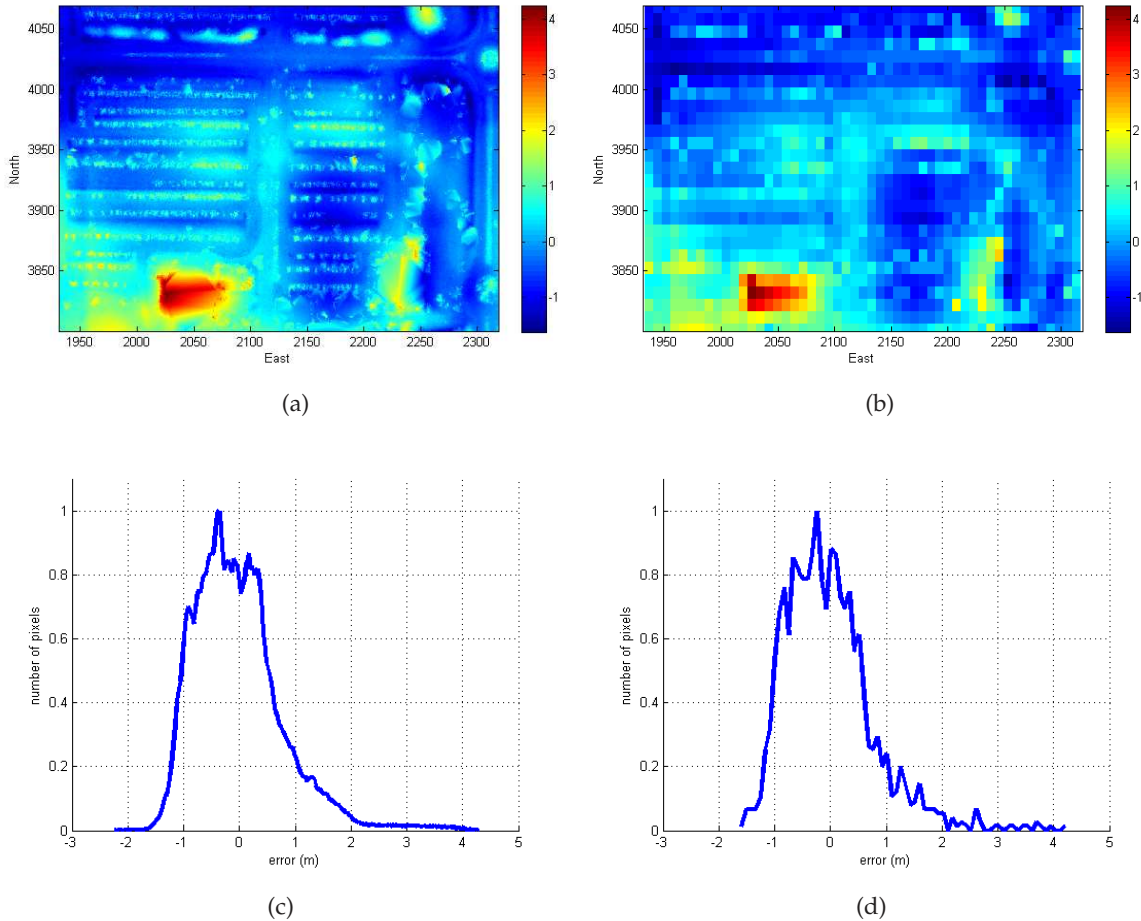 4050
4000
3950
3900
3850
North
1950 2000 2050 2100 2150 2200 2250 2300
East
4
3
2
1
0
-1
(a)
4050
4000
3950
3900
3850
North
1950 2000 2050 2100 2150 2200 2250 2300
East
4
3
2
1
0
-1
(b)
1
0.8
0.6
0.4
0.2
0
number of pixels
-3 -2 -1 0 1 2 3 4 5
error (m)
(c)
1
0.8
0.6
0.4
0.2
0
number of pixels
-3 -2 -1 0 1 2 3 4 5
error (m)
(d)